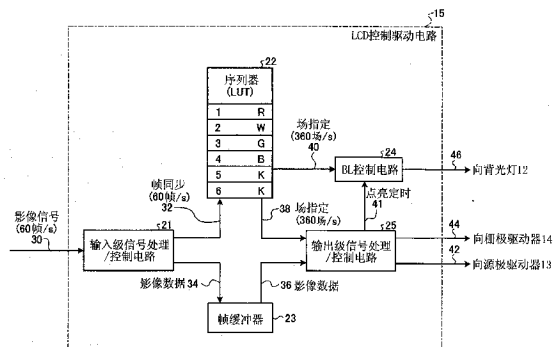 15
LCD控制驱动电路
22
序列器
(LUT)
1 R
2 W
3 G
4 B
5 K
6 K
场指定
(360场/s)
40
24
BL控制电路
46
向背光灯12
帧同步
(60帧/s)
32
38
场指定
(360场/s)
点亮定时
41
影像信号
(60帧/s)
30
21
输入级信号处理
/控制电路
25
输出级信号处理
/控制电路
44
向栅极驱动器14
42
向源极驱动器13
影像数据
34
36
影像数据
帧缓冲器
23